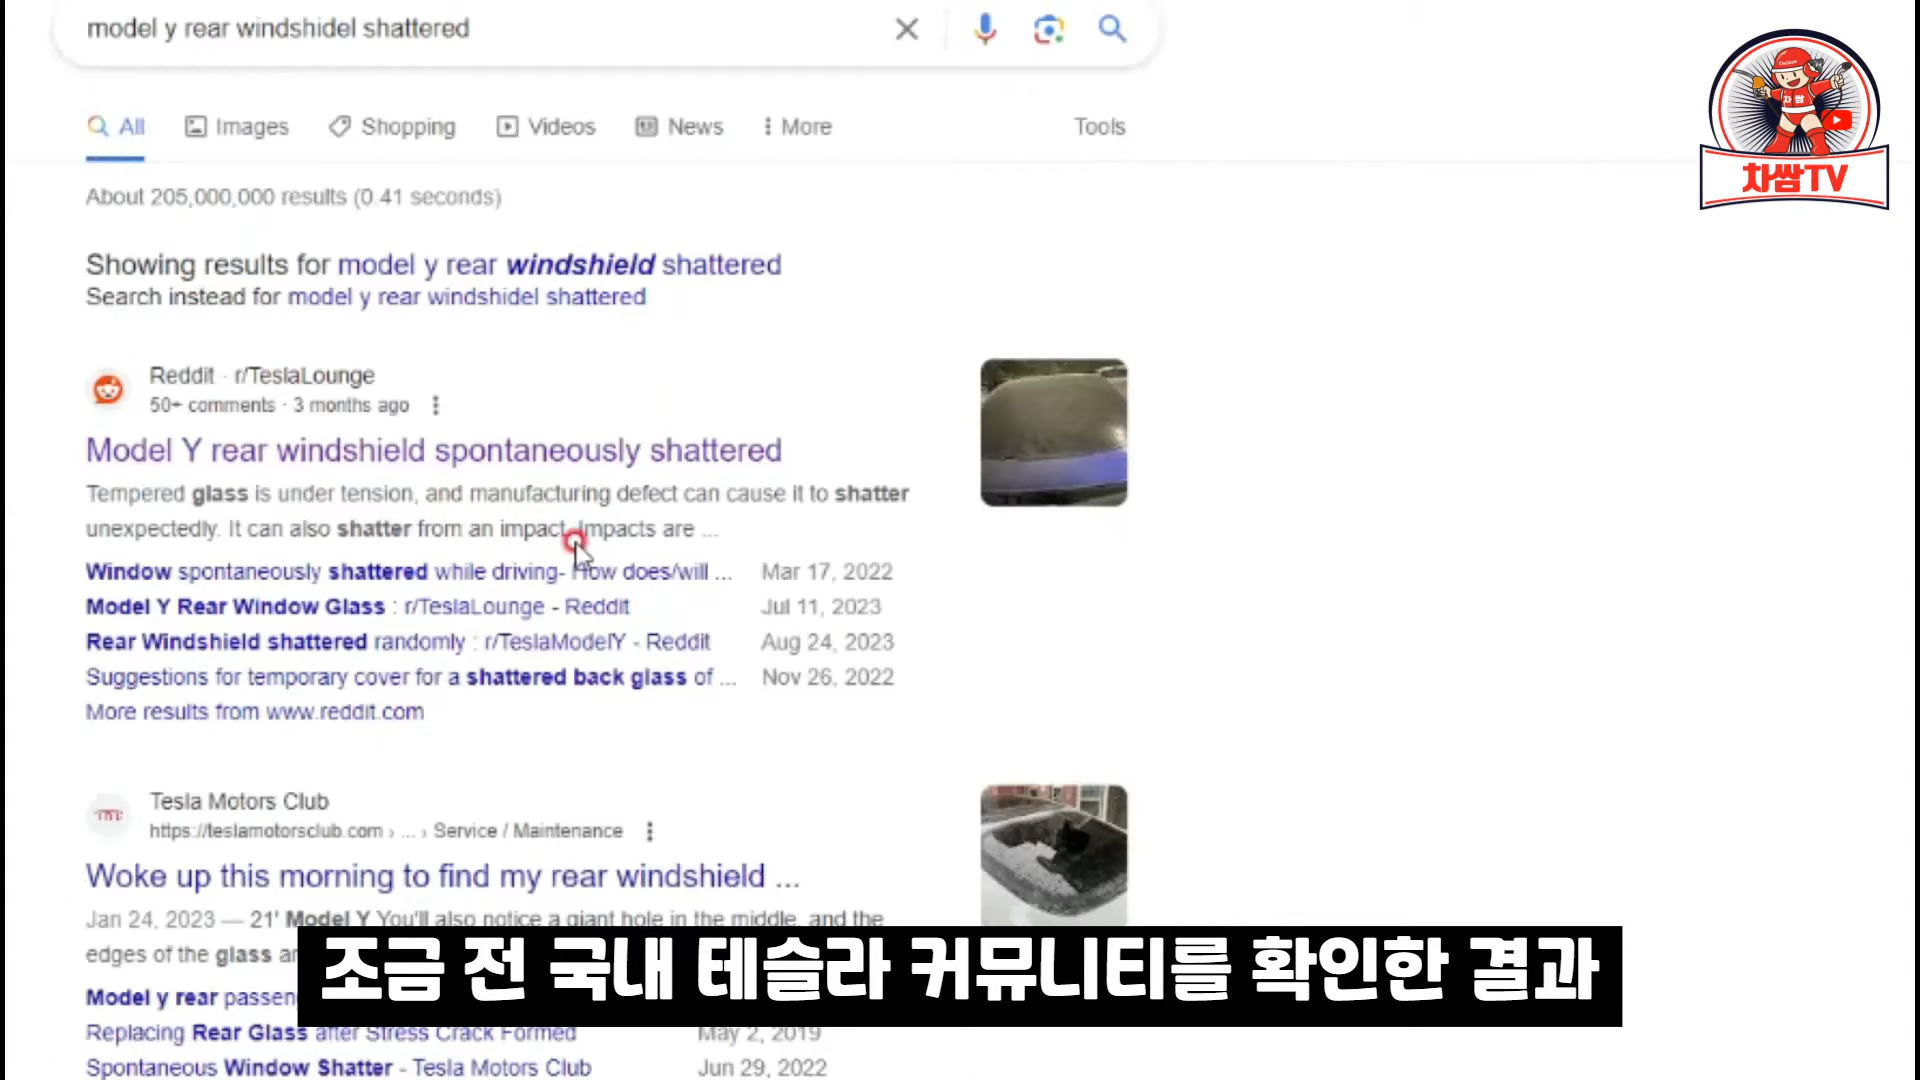 model y rear windshidel shattered
All Images Shopping Videos News More Tools
About 205,000,000 results (0.41 seconds)
Showing results for model y rear windshield shattered
Search instead for model y rear windshidel shattered
Reddit · r/TeslaLounge
50+ comments · 3 months ago
Model Y rear windshield spontaneously shattered
Tempered glass is under tension, and manufacturing defect can cause it to shatter
unexpectedly. It can also shatter from an impact. Impacts are ...
Window spontaneously shattered while driving- How does/will ... Mar 17, 2022
Model Y Rear Window Glass : r/TeslaLounge - Reddit Jul 11, 2023
Rear Windshield shattered randomly : r/TeslaModelY - Reddit Aug 24, 2023
Suggestions for temporary cover for a shattered back glass of ... Nov 26, 2022
More results from www.reddit.com
Tesla Motors Club
https://teslamotorsclub.com › ... › Service / Maintenance
Woke up this morning to find my rear windshield ...
Jan 24, 2023 — 21' Model Y You'll also notice a giant hole in the middle, and the
edges of the glass
Model y rear
Replacing Rear Glass after Stress Crack Formed May 2, 2019
Spontaneous Window Shatter - Tesla Motors Club Jun 29, 2022
조금 전 국내 테슬라 커뮤니티를 확인한 결과
차쌈
차쌈TV